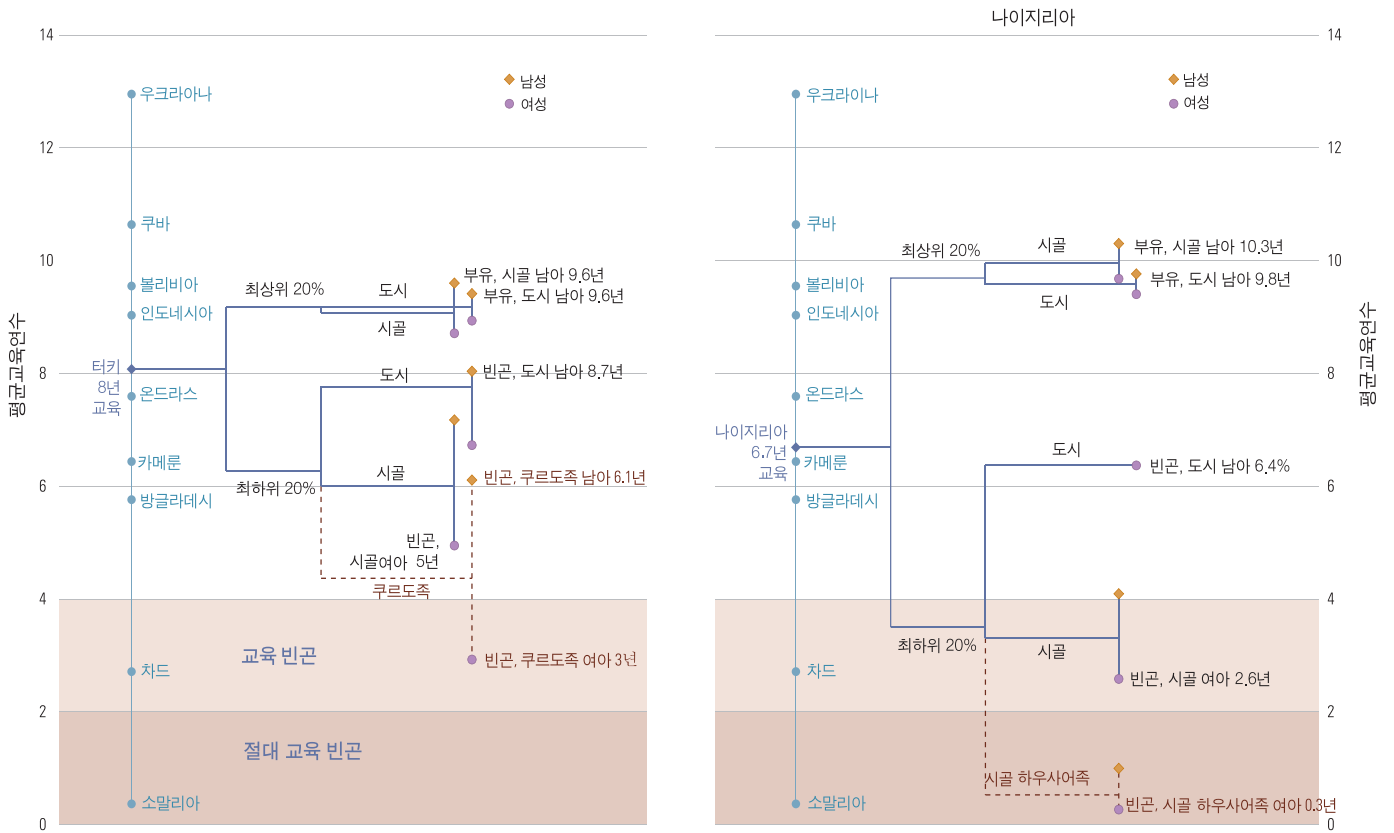 14
남성
여성
우크라아나
12
쿠바
10
볼리비아
인도네시아
최상위 20%
도시
시골
부유, 시골 남아 9.6년
부유, 도시 남아 9.6년
평균교육연수
터키
8년
교육
8
도시
빈곤, 도시 남아 8.7년
온드라스
카메룬
최하위 20%
시골
빈곤, 쿠르도족 남아 6.1년
6
방글라데시
빈곤,
시골여아 5년
쿠르도족
4
교육 빈곤
빈곤, 쿠르도족 여아 3년
차드
2
절대 교육 빈곤
소말리아
0
나이지리아
14
남성
여성
우크라이나
12
쿠바
최상위 20%
시골
부유, 시골 남아 10.3년
10
볼리비아
도시
부유, 도시 남아 9.8년
인도네시아
평균교육연수
8
온드라스
나이지리아
6.7년
교육
카메룬
도시
빈곤, 도시 남아 6.4%
6
방글라데시
4
최하위 20%
시골
차드
빈곤, 시골 여아 2.6년
2
시골 하우사어족
소말리아
빈곤, 시골 하우사어족 여아 0.3년
0